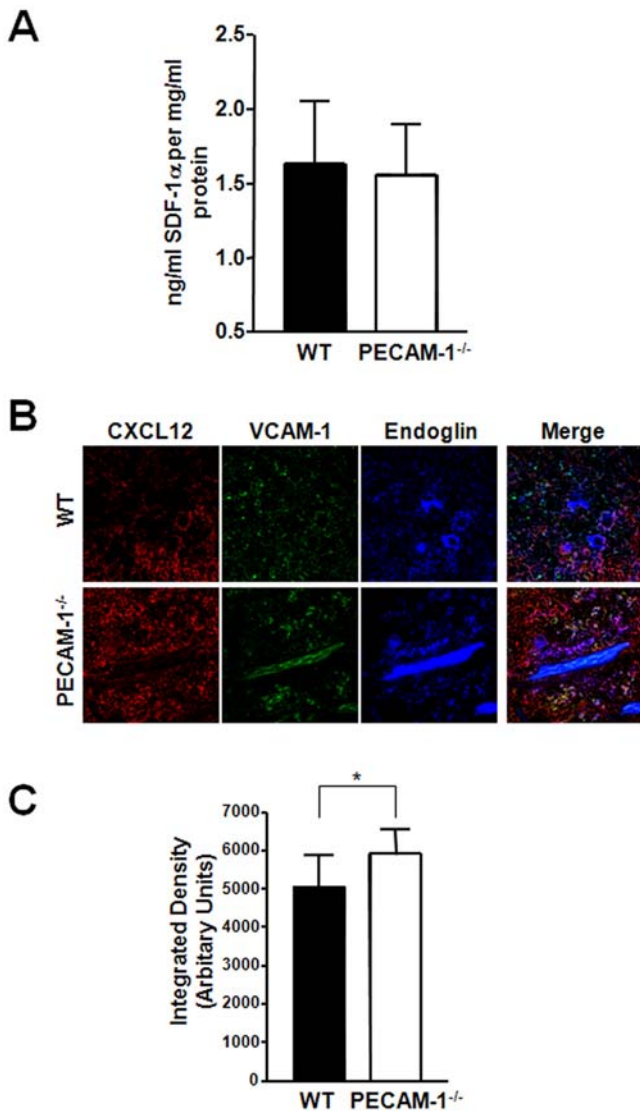 A
ng/ml SDF-1α per mg/ml
protein
2.5
2.0
1.5
1.0
0.5
WT PECAM-1-/-
B
CXCL12 VCAM-1 Endoglin Merge
WT
PECAM-1-/-
C
*
Integrated Density
(Arbitary Units)
7000
6000
5000
4000
3000
2000
1000
0
WT PECAM-1-/-